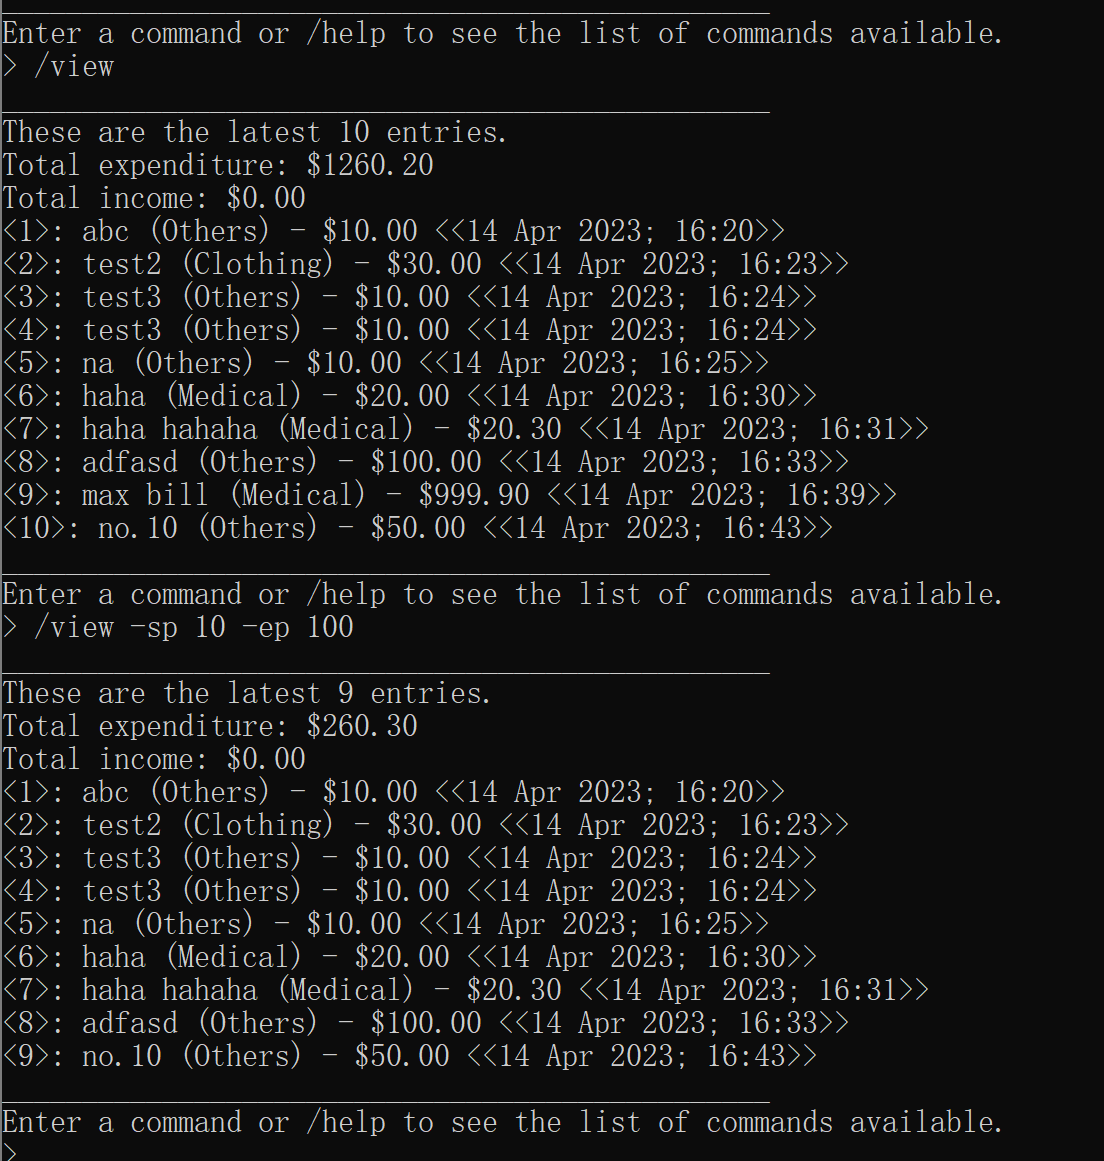 Enter a command or /help to see the list of commands available.
> /view
These are the latest 10 entries.
Total expenditure: $1260.20
Total income: $0.00
<1>: abc (Others) - $10.00 <<14 Apr 2023; 16:20>>
<2>: test2 (Clothing) - $30.00 <<14 Apr 2023; 16:23>>
<3>: test3 (Others) - $10.00 <<14 Apr 2023; 16:24>>
<4>: test3 (Others) - $10.00 <<14 Apr 2023; 16:24>>
<5>: na (Others) - $10.00 <<14 Apr 2023; 16:25>>
<6>: haha (Medical) - $20.00 <<14 Apr 2023; 16:30>>
<7>: haha hahaha (Medical) - $20.30 <<14 Apr 2023; 16:31>>
<8>: adfasd (Others) - $100.00 <<14 Apr 2023; 16:33>>
<9>: max bill (Medical) - $999.90 <<14 Apr 2023; 16:39>>
<10>: no.10 (Others) - $50.00 <<14 Apr 2023; 16:43>>
Enter a command or /help to see the list of commands available.
> /view -sp 10 -ep 100
These are the latest 9 entries.
Total expenditure: $260.30
Total income: $0.00
<1>: abc (Others) - $10.00 <<14 Apr 2023; 16:20>>
<2>: test2 (Clothing) - $30.00 <<14 Apr 2023; 16:23>>
<3>: test3 (Others) - $10.00 <<14 Apr 2023; 16:24>>
<4>: test3 (Others) - $10.00 <<14 Apr 2023; 16:24>>
<5>: na (Others) - $10.00 <<14 Apr 2023; 16:25>>
<6>: haha (Medical) - $20.00 <<14 Apr 2023; 16:30>>
<7>: haha hahaha (Medical) - $20.30 <<14 Apr 2023; 16:31>>
<8>: adfasd (Others) - $100.00 <<14 Apr 2023; 16:33>>
<9>: no.10 (Others) - $50.00 <<14 Apr 2023; 16:43>>
Enter a command or /help to see the list of commands available.
>